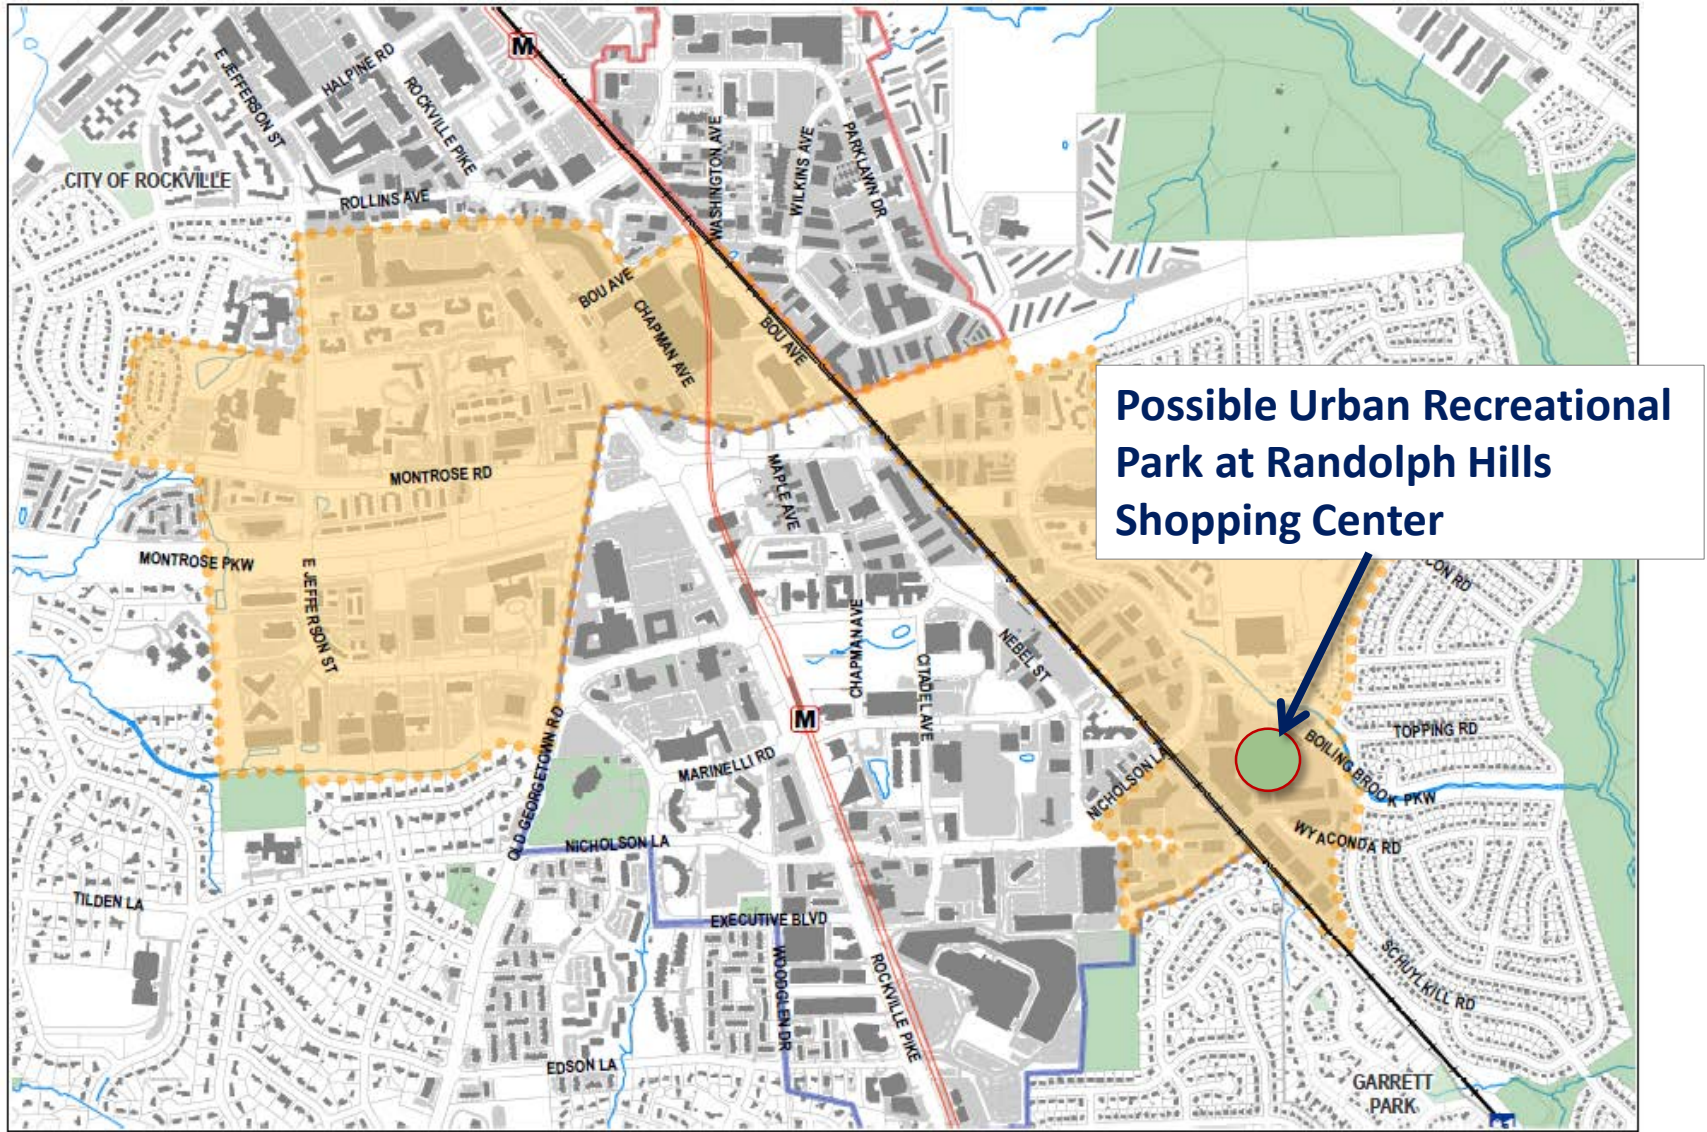 M
HALPINE RD
E JEFFERSON ST
ROCKVILLE PIKE
WASHINGTON AVE
WILKINS AVE
PARKLAWN DR
CITY OF ROCKVILLE
ROLLINS AVE
BOU AVE
CHAPMAN AVE
BOU AVE
Possible Urban Recreational
Park at Randolph Hills
Shopping Center
MONTROSE RD
MAPLE AVE
MONTROSE PKW
E JEFFERSON ST
CON RD
CHAPMAN AVE
NEBEL ST
CITADEL AVE
M
OLD GEORGETOWN RD
MARINELLI RD
NICHOLSON LA
BOILING BROOK PKW
TOPPING RD
WYACONDA RD
NICHOLSON LA
TILDEN LA
EXECUTIVE BLVD
WOODGLEN DR
ROCKVILLE PIKE
SCHUYLKILL RD
EDSON LA
GARRETT
PARK